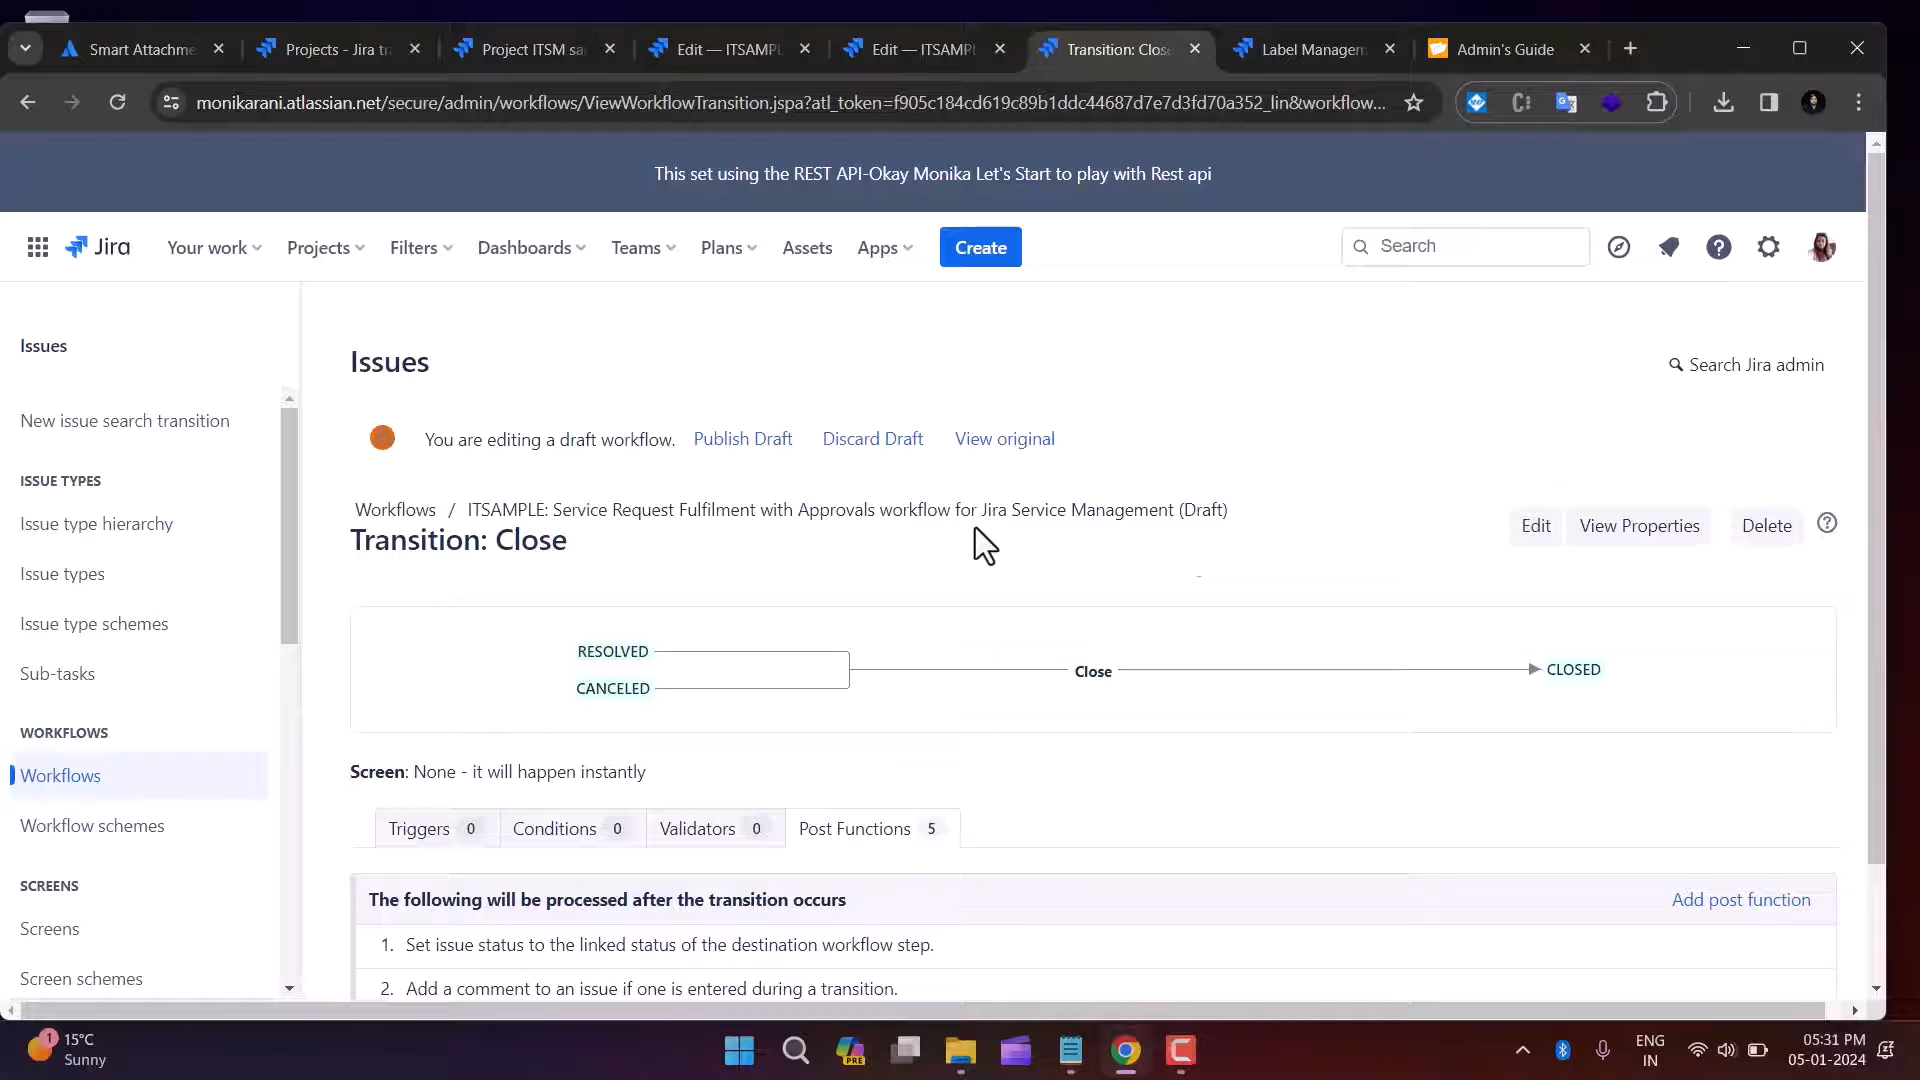 Smart Attachme
Projects - Jira tr
Project ITSM sa
Edit — ITSAMPL
Edit — ITSAMPL
Transition: Clos
Label Managem
Admin's Guide
monikarani.atlassian.net/secure/admin/workflows/ViewWorkflowTransition.jspa?atl_token=f905c184cd619c89b1ddc44687d7e7d3fd70a352_lin&workflow...
This set using the REST API-Okay Monika Let's Start to play with Rest api
Jira
Your work
Projects
Filters
Dashboards
Teams
Plans
Assets
Apps
Create
Search
Issues
New issue search transition
ISSUE TYPES
Issue type hierarchy
Issue types
Issue type schemes
Sub-tasks
WORKFLOWS
Workflows
Workflow schemes
SCREENS
Screens
Screen schemes
Issues
Search Jira admin
You are editing a draft workflow. Publish Draft Discard Draft View original
Workflows / ITSAMPLE: Service Request Fulfilment with Approvals workflow for Jira Service Management (Draft)
Transition: Close
Edit
View Properties
Delete
RESOLVED
CANCELED
Close
CLOSED
Screen: None - it will happen instantly
Triggers 0
Conditions 0
Validators 0
Post Functions 5
The following will be processed after the transition occurs
Add post function
1. Set issue status to the linked status of the destination workflow step.
2. Add a comment to an issue if one is entered during a transition.
1
15°C
Sunny
PRE
ENG
IN
05:31 PM
05-01-2024